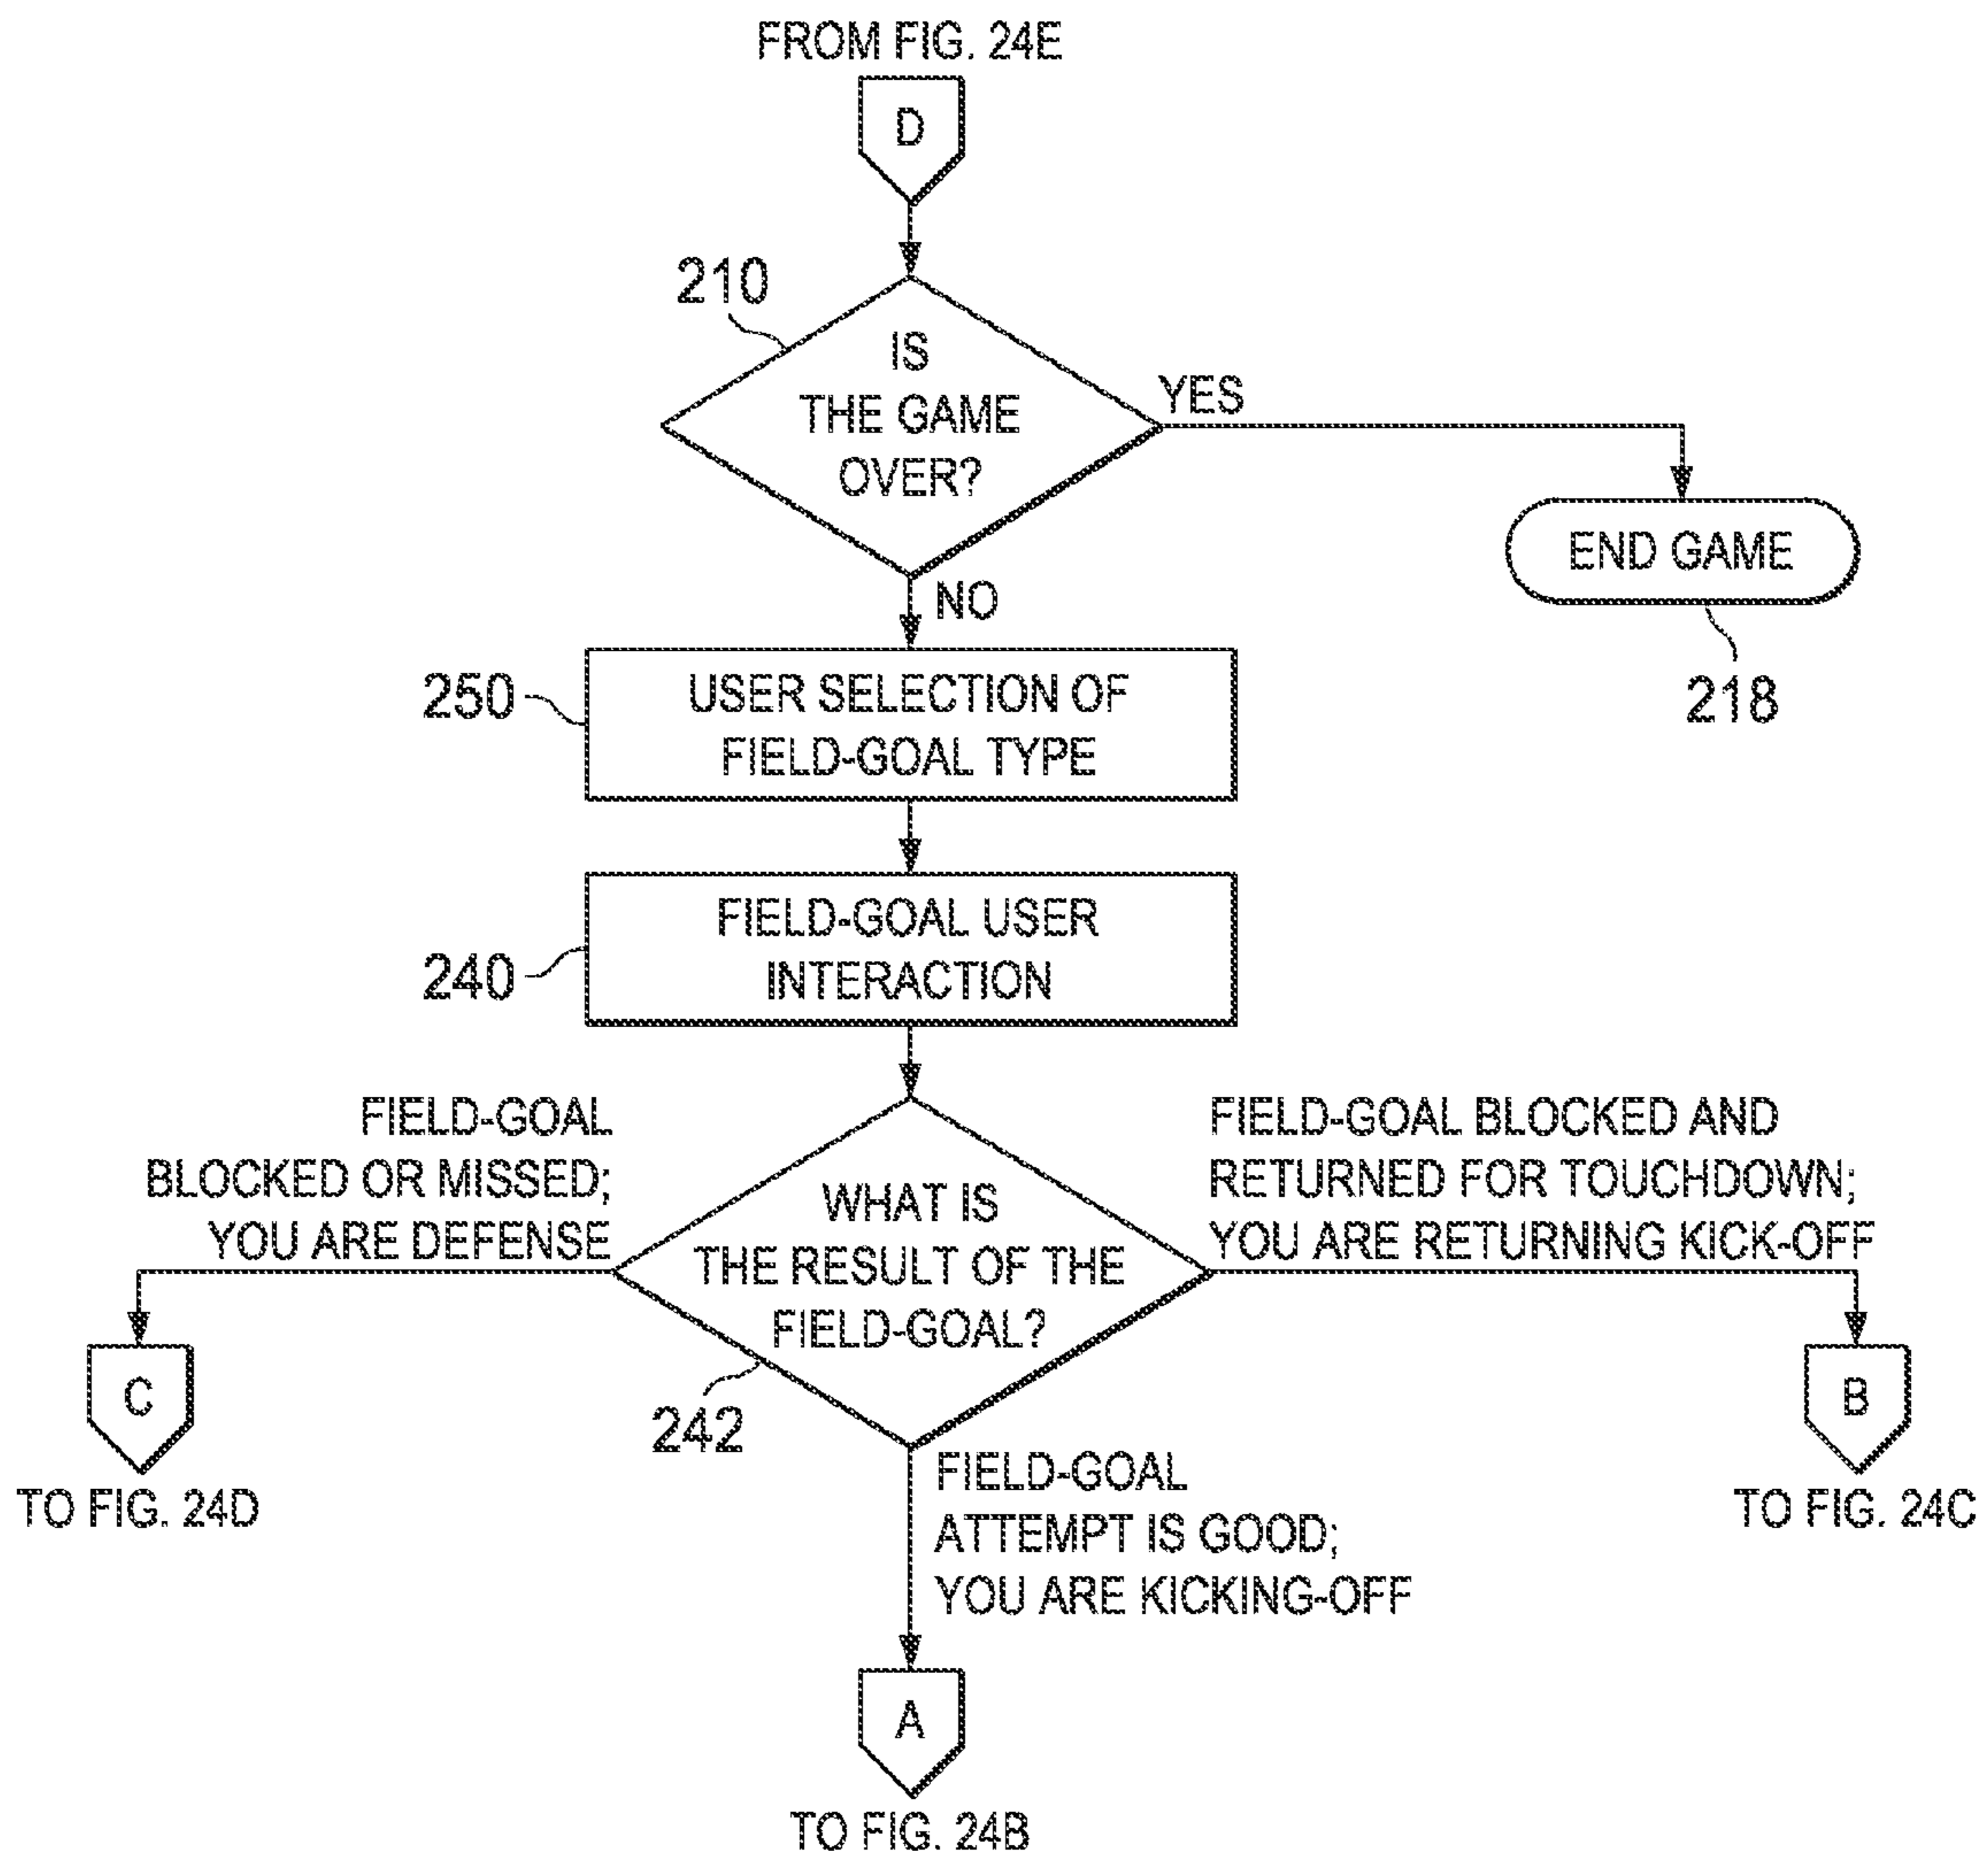 FROM FIG. 24E
D
210
IS
THE GAME
OVER?
YES
END GAME
218
NO
250
USER SELECTION OF
FIELD-GOAL TYPE
240
FIELD-GOAL USER
INTERACTION
FIELD-GOAL
BLOCKED OR MISSED;
YOU ARE DEFENSE
WHAT IS
THE RESULT OF THE
FIELD-GOAL?
242
FIELD-GOAL BLOCKED AND
RETURNED FOR TOUCHDOWN;
YOU ARE RETURNING KICK-OFF
C
TO FIG. 24D
B
TO FIG. 24C
FIELD-GOAL
ATTEMPT IS GOOD;
YOU ARE KICKING-OFF
A
TO FIG. 24B